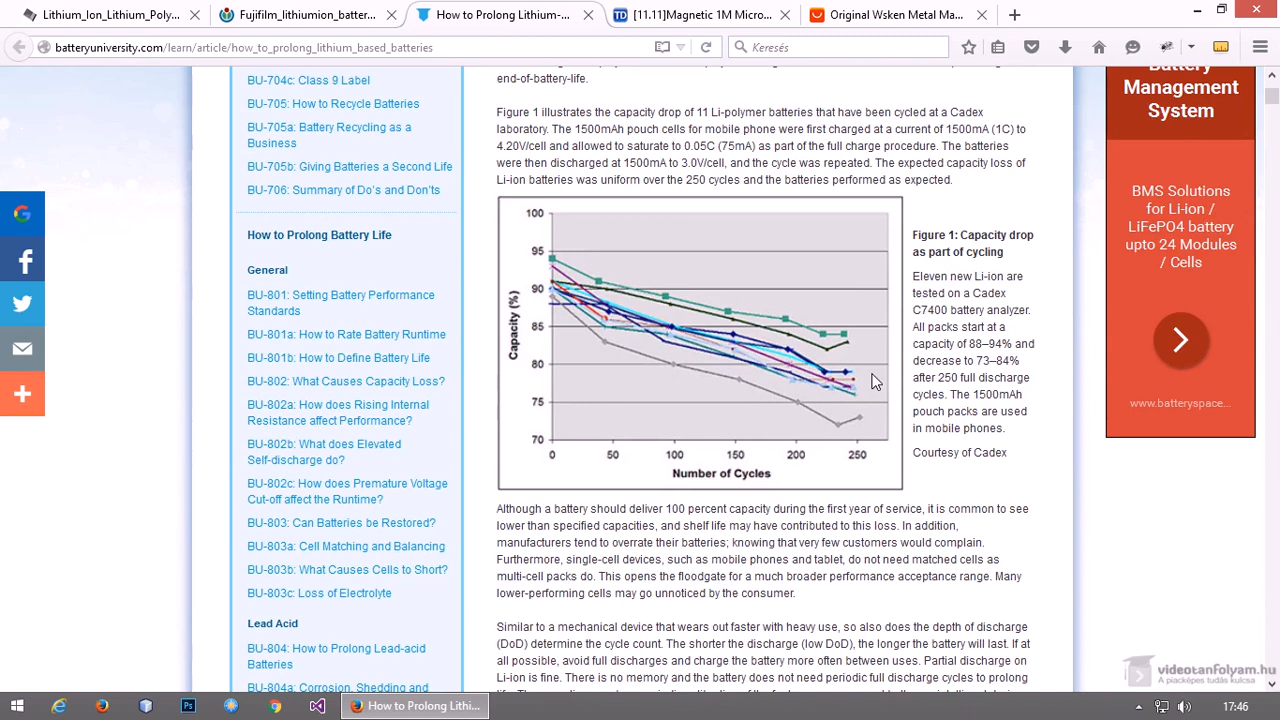 Lithium_Ion_Lithium_Poly...
Fujifilm_lithiumion_batter...
How to Prolong Lithium-...
[11.11]Magnetic 1M Micro...
Original Wsken Metal Ma...
batteryuniversity.com/learn/article/how_to_prolong_lithium_based_batteries
Keresés
BU-704c: Class 9 Label
BU-705: How to Recycle Batteries
BU-705a: Battery Recycling as a
Business
BU-705b: Giving Batteries a Second Life
BU-706: Summary of Do's and Don'ts
How to Prolong Battery Life
General
BU-801: Setting Battery Performance
Standards
BU-801a: How to Rate Battery Runtime
BU-801b: How to Define Battery Life
BU-802: What Causes Capacity Loss?
BU-802a: How does Rising Internal
Resistance affect Performance?
BU-802b: What does Elevated
Self-discharge do?
BU-802c: How does Premature Voltage
Cut-off affect the Runtime?
BU-803: Can Batteries be Restored?
BU-803a: Cell Matching and Balancing
BU-803b: What Causes Cells to Short?
BU-803c: Loss of Electrolyte
Lead Acid
BU-804: How to Prolong Lead-acid
Batteries
BU-804a: Corrosion, Shedding and
end-of-battery-life.
Figure 1 illustrates the capacity drop of 11 Li-polymer batteries that have been cycled at a Cadex
laboratory. The 1500mAh pouch cells for mobile phone were first charged at a current of 1500mA (1C) to
4.20V/cell and allowed to saturate to 0.05C (75mA) as part of the full charge procedure. The batteries
were then discharged at 1500mA to 3.0V/cell, and the cycle was repeated. The expected capacity loss of
Li-ion batteries was uniform over the 250 cycles and the batteries performed as expected.
100
95
90
85
80
75
70
Capacity (%)
0 50 100 150 200 250
Number of Cycles
Figure 1: Capacity drop
as part of cycling
Eleven new Li-ion are
tested on a Cadex
C7400 battery analyzer.
All packs start at a
capacity of 88–94% and
decrease to 73–84%
after 250 full discharge
cycles. The 1500mAh
pouch packs are used
in mobile phones.
Courtesy of Cadex
Although a battery should deliver 100 percent capacity during the first year of service, it is common to see
lower than specified capacities, and shelf life may have contributed to this loss. In addition,
manufacturers tend to overrate their batteries; knowing that very few customers would complain.
Furthermore, single-cell devices, such as mobile phones and tablet, do not need matched cells as
multi-cell packs do. This opens the floodgate for a much broader performance acceptance range. Many
lower-performing cells may go unnoticed by the consumer.
Similar to a mechanical device that wears out faster with heavy use, so also does the depth of discharge
(DoD) determine the cycle count. The shorter the discharge (low DoD), the longer the battery will last. If at
all possible, avoid full discharges and charge the battery more often between uses. Partial discharge on
Li-ion is fine. There is no memory and the battery does not need periodic full discharge cycles to prolong
Battery
Management
System
BMS Solutions
for Li-ion /
LiFePO4 battery
upto 24 Modules
/ Cells
www.batteryspace...
videotanfolyam.hu
A piacképes tudás kulcsa
How to Prolong Lithium-...
17:46